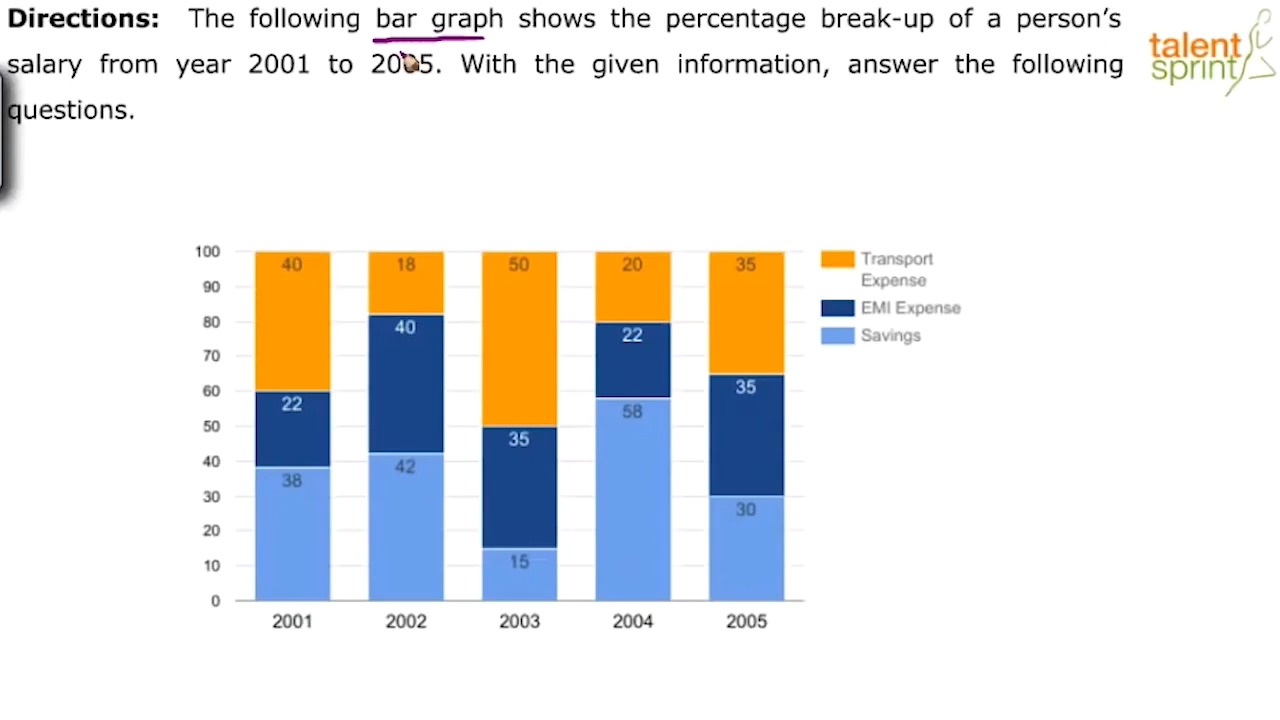 Directions: The following bar graph shows the percentage break-up of a person's
salary from year 2001 to 2005. With the given information, answer the following
questions.
talent
sprint
100
90
80
70
60
50
40
30
20
10
0
40
22
38
18
40
42
50
35
15
20
22
58
35
35
30
2001 2002 2003 2004 2005
Transport
Expense
EMI Expense
Savings